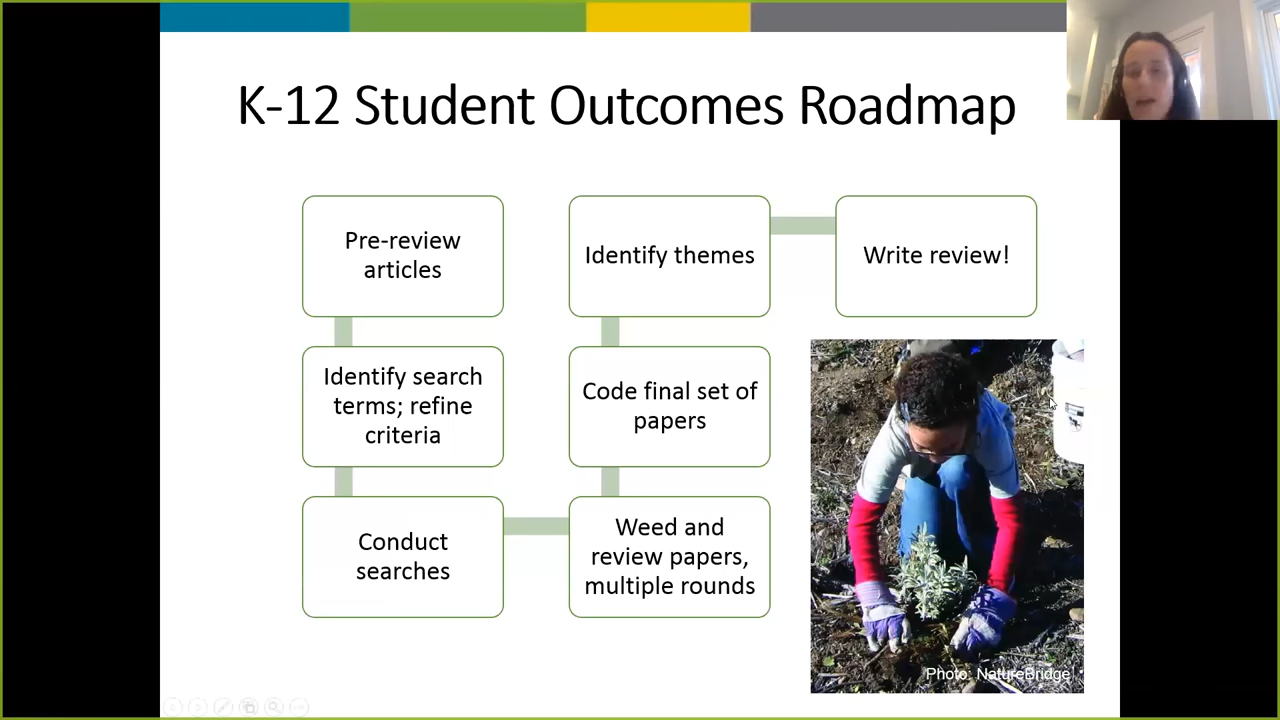 K-12 Student Outcomes Roadmap
Pre-review
articles
Identify search
terms; refine
criteria
Conduct
searches
Weed and
review papers,
multiple rounds
Code final set of
papers
Identify themes
Write review!
Photo: NatureBridge